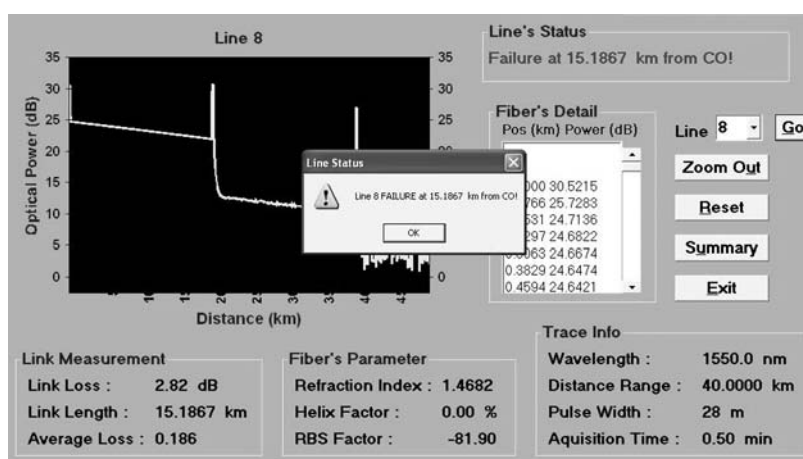 Line 8
Line's Status
Failure at 15.1867 km from CO!
Optical Power (dB)
35
30
25
20
15
10
5
0
35
30
25
0
20
Distance (km)
Fiber's Detail
Pos (km) Power (dB)
30.5215
25.7283
24.7136
24.6822
24.6674
0.3829 24.6474
0.4594 24.6421
Line 8 Go
Zoom Out
Reset
Summary
Exit
Line Status
Line 8 FAILURE at 15.1867 km from CO!
OK
Link Measurement
Link Loss : 2.82 dB
Link Length : 15.1867 km
Average Loss : 0.186
Fiber's Parameter
Refraction Index : 1.4682
Helix Factor : 0.00 %
RBS Factor : -81.90
Trace Info
Wavelength : 1550.0 nm
Distance Range : 40.0000 km
Pulse Width : 28 m
Aquisition Time : 0.50 min